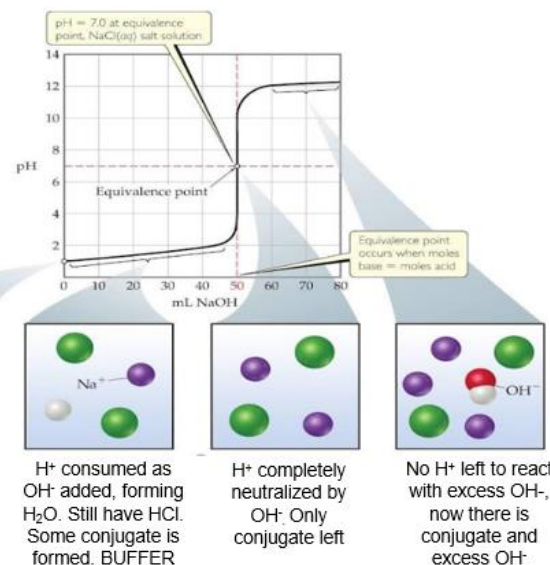 pH = 7.0 at equivalence
point, NaCl(aq) salt solution
14
12
10
8
pH
6
4
2
Equivalence point
0 10 20 30 40 50 60 70 80
mL NaOH
Equivalence point
occurs when moles
base = moles acid
Na⁺
OH⁻
H⁺ consumed as
OH⁻ added, forming
H₂O. Still have HCl.
Some conjugate is
formed. BUFFER
H⁺ completely
neutralized by
OH⁻. Only
conjugate left
No H⁺ left to react
with excess OH-,
now there is
conjugate and
excess OH⁻